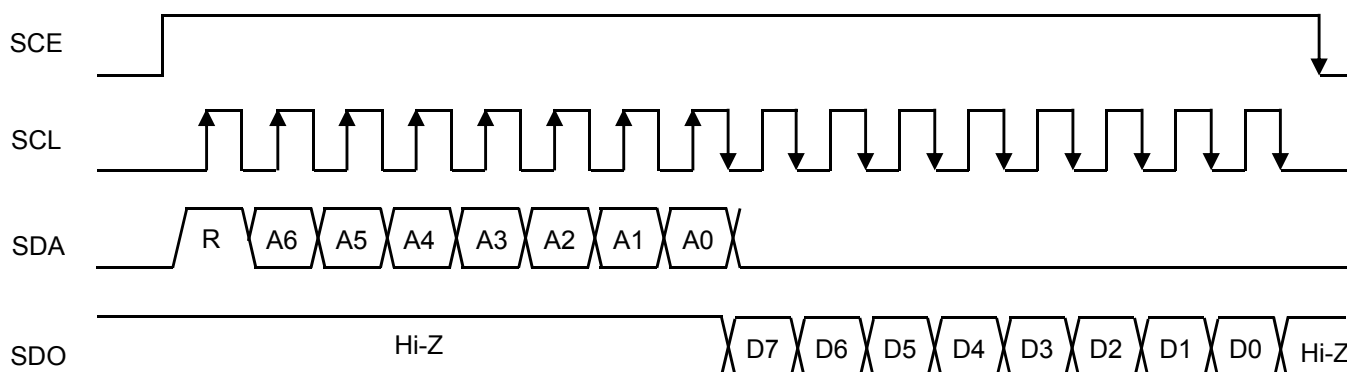 SCE
SCL
SDA R A6 A5 A4 A3 A2 A1 A0
SDO Hi-Z D7 D6 D5 D4 D3 D2 D1 D0 Hi-Z